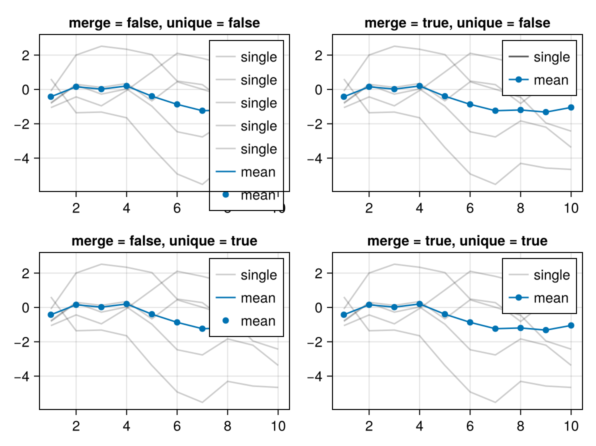 merge = false, unique = false
merge = true, unique = false
2
0
−2
−4
single
single
single
single
single
mean
mean
2
4
6
8
10
2
0
−2
−4
single
mean
2
4
6
8
10
merge = false, unique = true
merge = true, unique = true
2
0
−2
−4
single
mean
mean
2
4
6
8
10
2
0
−2
−4
single
mean
2
4
6
8
10